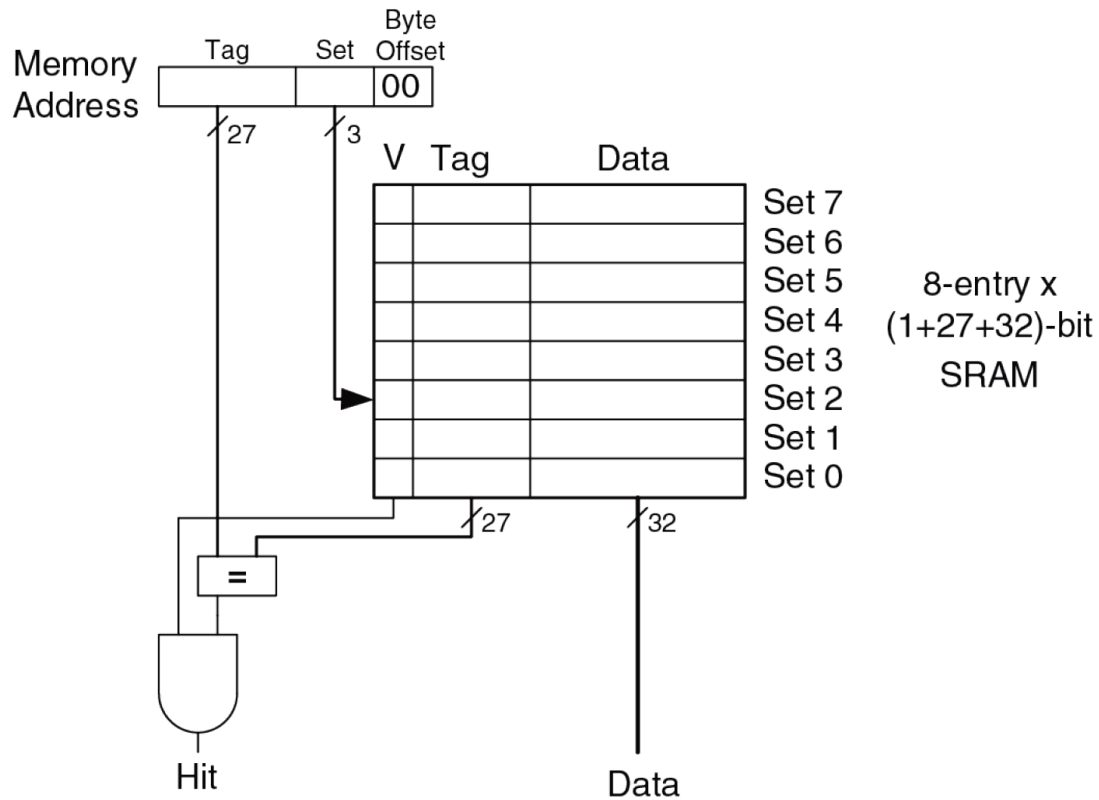 Byte
Tag Set Offset
Memory
Address
00
27 3
V Tag Data
Set 7
Set 6
Set 5
Set 4
Set 3
Set 2
Set 1
Set 0
8-entry x
(1+27+32)-bit
SRAM
27 32
=
Hit
Data